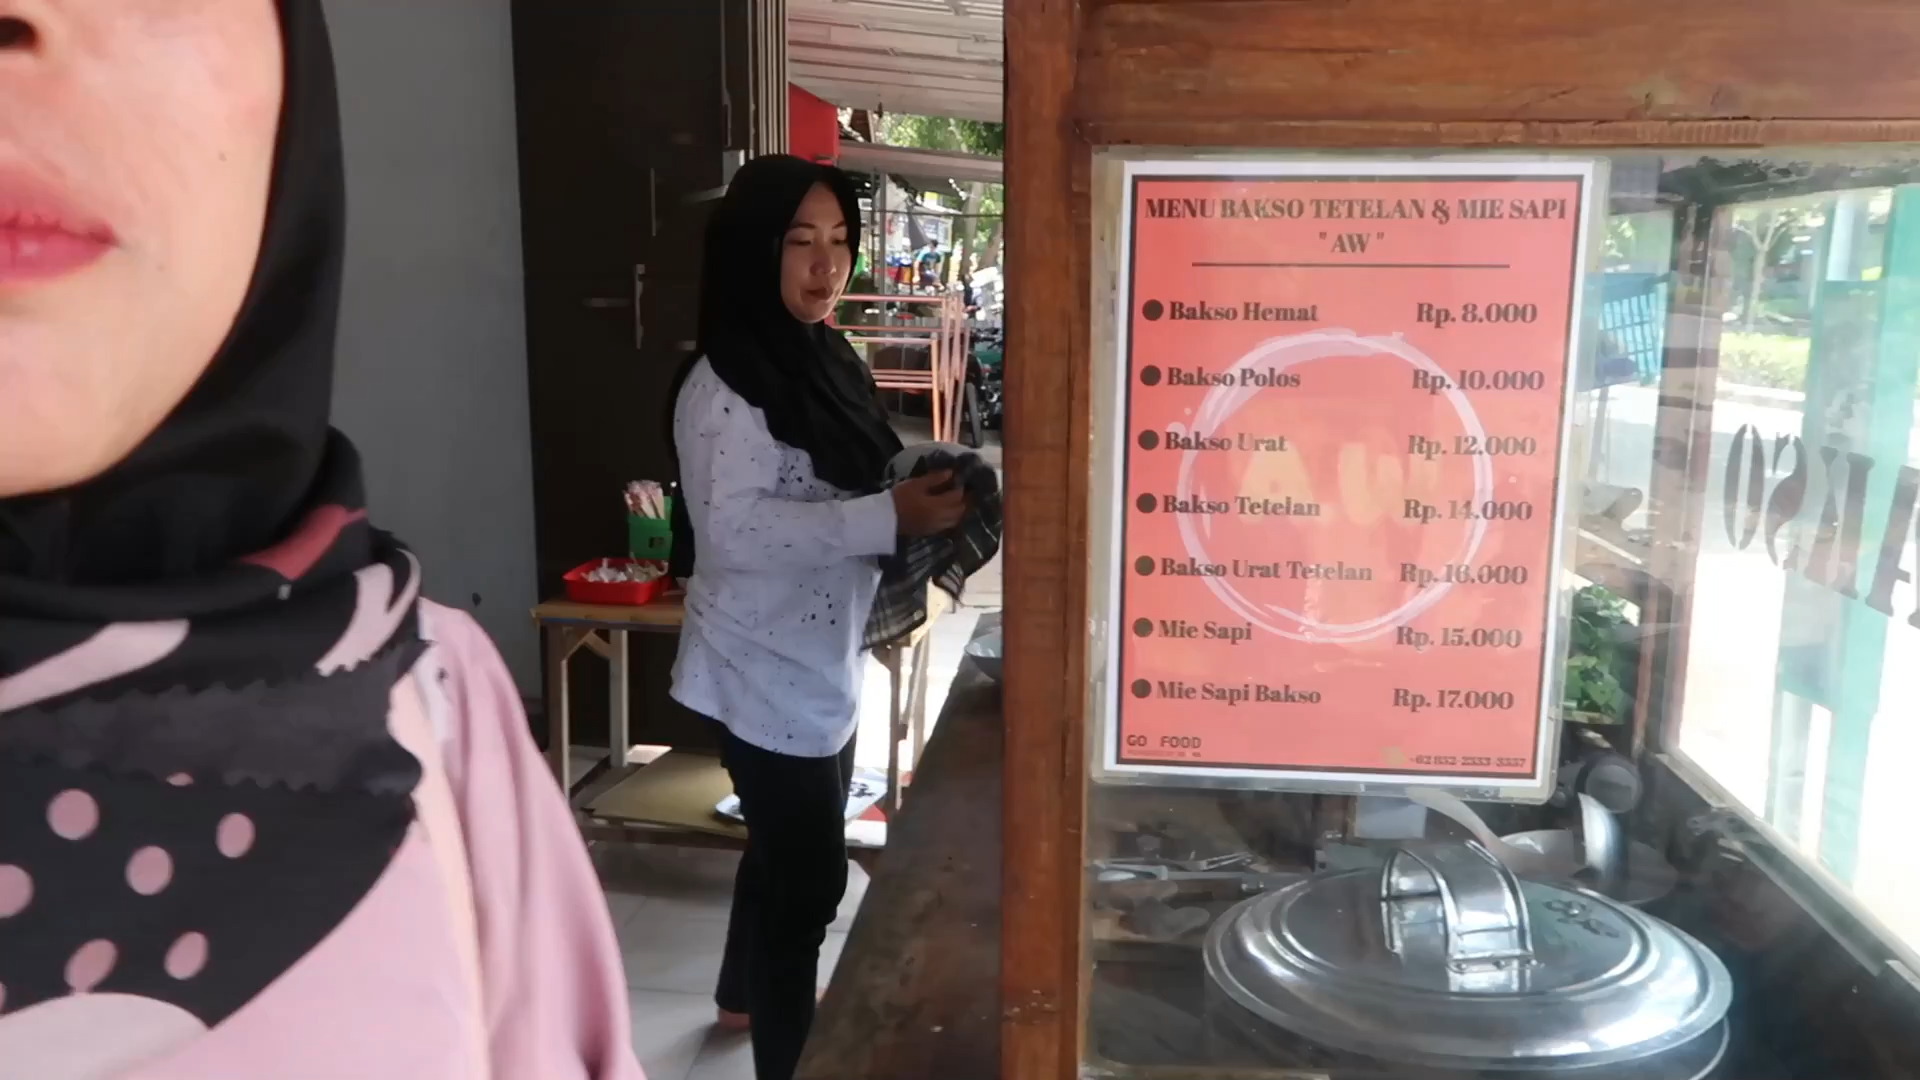 MENU BAKSO TETELAN & MIE SAPI
" AW "
Bakso Hemat Rp. 8.000
Bakso Polos Rp. 10.000
Bakso Urat Rp. 12.000
Bakso Tetelan Rp. 14.000
Bakso Urat Tetelan Rp. 16.000
Mie Sapi Rp. 15.000
Mie Sapi Bakso Rp. 17.000
GO FOOD
AW
BAKSO